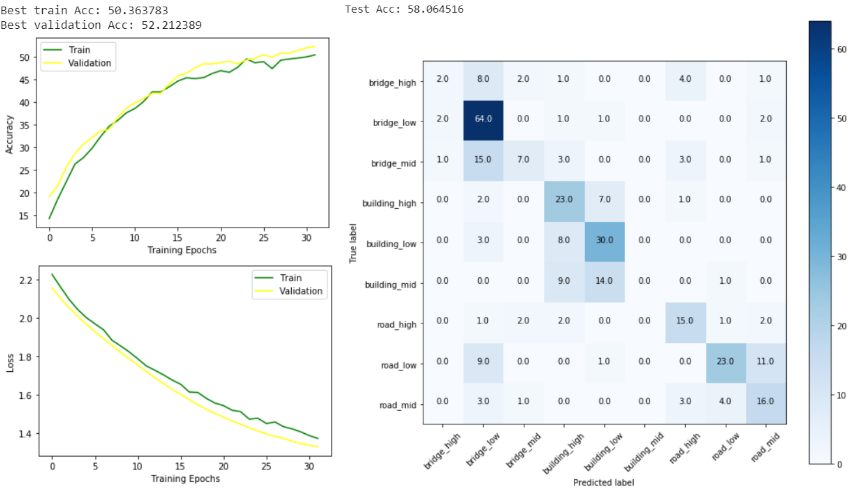 Best train Acc: 50.363783
Best validation Acc: 52.212389
Train
Validation
50
45
40
35
30
25
20
15
Accuracy
0 5 10 15 20 25 30
Training Epochs
Train
Validation
2.2
2.0
1.8
1.6
1.4
Loss
0 5 10 15 20 25 30
Training Epochs
Test Acc: 58.064516
True label
bridge_high 2.0 8.0 2.0 1.0 0.0 0.0 4.0 0.0 1.0
bridge_low 2.0 64.0 0.0 1.0 1.0 0.0 0.0 0.0 2.0
bridge_mid 1.0 15.0 7.0 3.0 0.0 0.0 3.0 0.0 1.0
building_high 0.0 2.0 0.0 23.0 7.0 0.0 1.0 0.0 0.0
building_low 0.0 3.0 0.0 8.0 30.0 0.0 0.0 0.0 0.0
building_mid 0.0 0.0 0.0 9.0 14.0 0.0 0.0 1.0 0.0
road_high 0.0 1.0 2.0 2.0 0.0 0.0 15.0 1.0 2.0
road_low 0.0 9.0 0.0 0.0 1.0 0.0 0.0 23.0 11.0
road_mid 0.0 3.0 1.0 0.0 0.0 0.0 3.0 4.0 16.0
bridge_high bridge_low bridge_mid building_high building_low building_mid road_high road_low road_mid
Predicted label
60
50
40
30
20
10
0